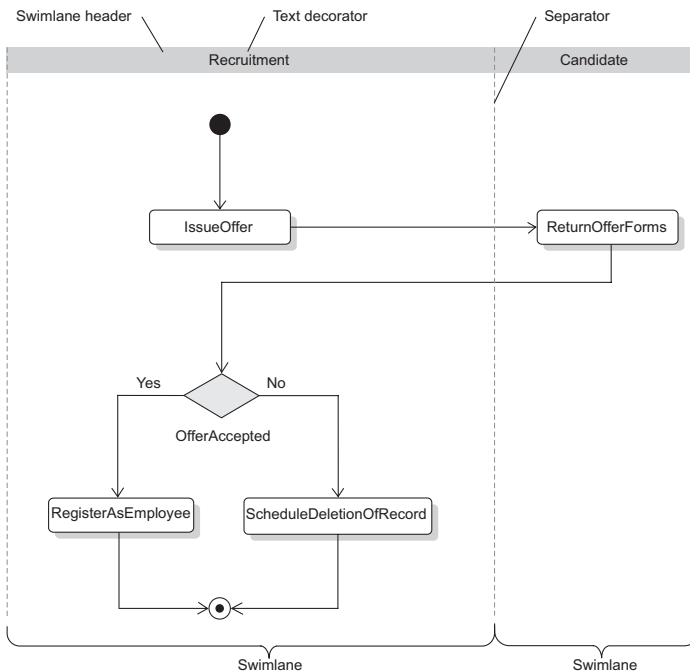 Swimlane header
Text decorator
Separator
Recruitment
Candidate
IssueOffer
ReturnOfferForms
Yes
No
OfferAccepted
RegisterAsEmployee
ScheduleDeletionOfRecord
Swimlane
Swimlane